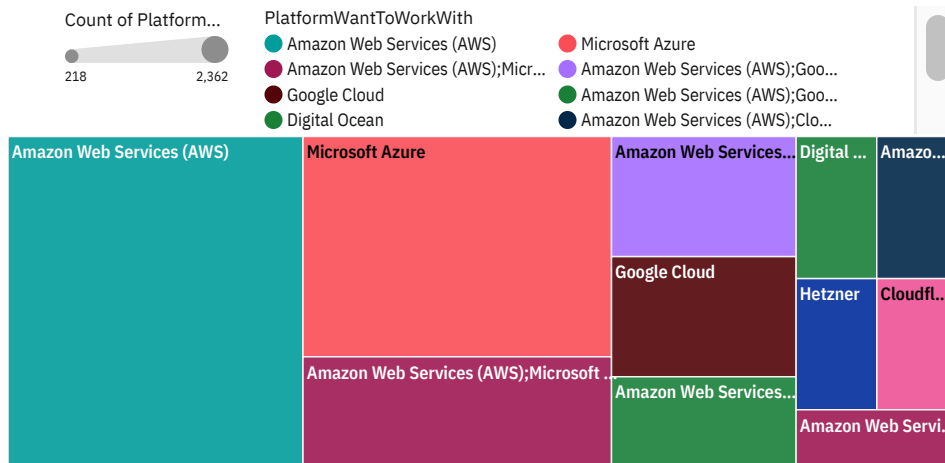 Count of Platform...
218
2,362
PlatformWantToWorkWith
Amazon Web Services (AWS)
Microsoft Azure
Amazon Web Services (AWS);Micr...
Amazon Web Services (AWS);Goo...
Google Cloud
Amazon Web Services (AWS);Goo...
Digital Ocean
Amazon Web Services (AWS);Clo...
Amazon Web Services (AWS)
Microsoft Azure
Amazon Web Services...
Digital ...
Amazo...
Google Cloud
Hetzner
Cloudfl...
Amazon Web Services (AWS);Microsoft ...
Amazon Web Services...
Amazon Web Servi...